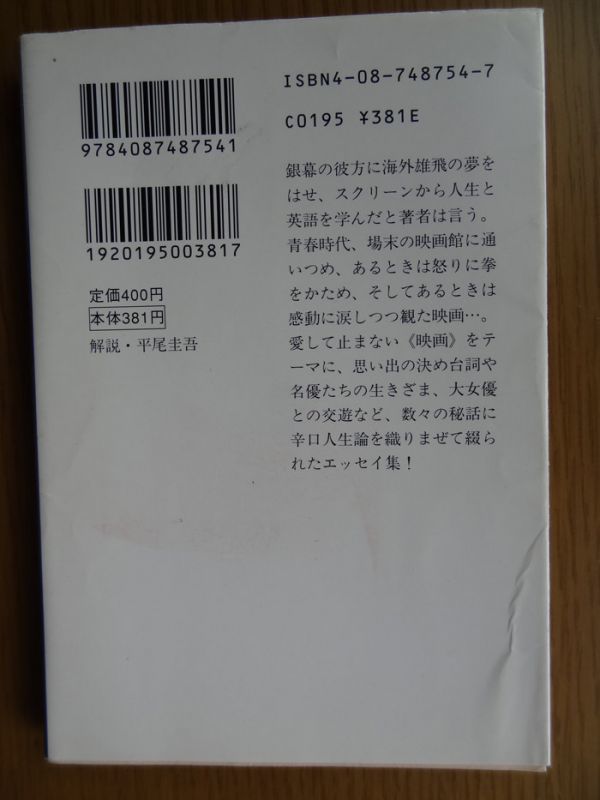 ISBN4-08-748754-7
C0195 ¥381E
9784087487541
1920195003817
定価400円
本体381円
解説・平尾圭吾
銀幕の彼方に海外雄飛の夢を
はせ、スクリーンから人生と
英語を学んだと著者は言う。
青春時代、場末の映画館に通
いつめ、あるときは怒りに拳
をかため、そしてあるときは
感動に涙しつつ観た映画…。
愛して止まない《映画》をテ
ーマに、思い出の決め台詞や
名優たちの生きざま、大女優
との交遊など、数々の秘話に
辛口人生論を織りまぜて綴ら
れたエッセイ集！